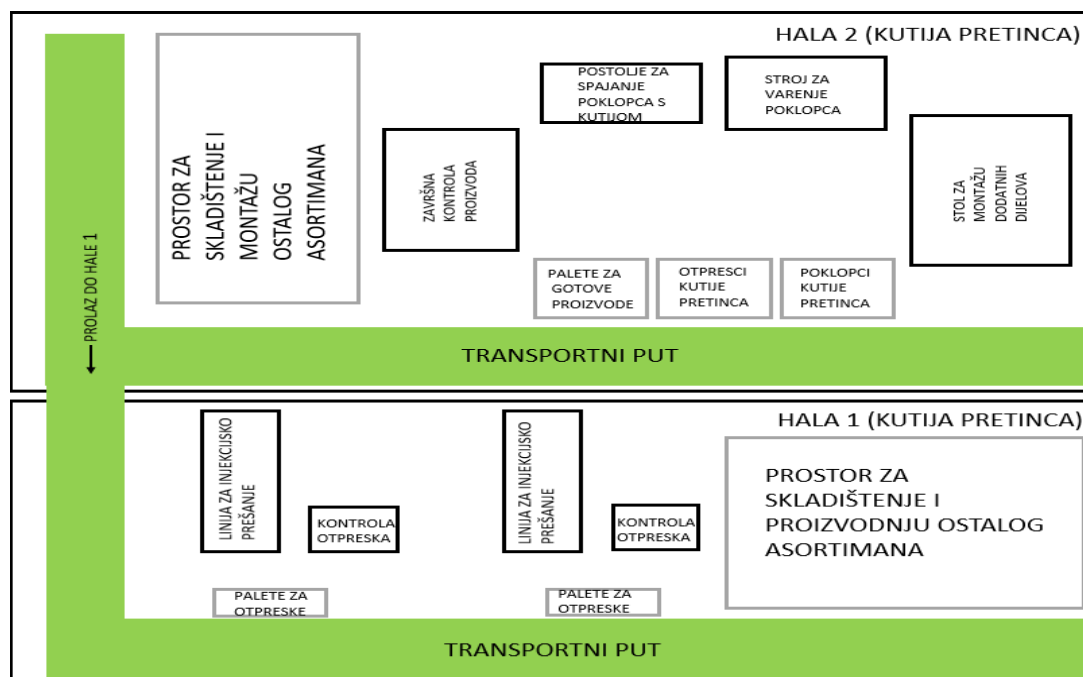 HALA 2 (KUTIJA PRETINCA)
PROSTOR ZA
SKLADIŠTENJE I
MONTAŽU
OSTALOG
ASORTIMANA
ZAVRŠNA
KONTROLA
PROIZVODA
POSTOLJE ZA
SPAJANJE
POKLOPCA S
KUTIJOM
STROJ ZA
VARENJE
POKLOPCA
STOL ZA
MONTAŽU
DODATNIH
DIJELOVA
PALETE ZA
GOTOVE
PROIZVODE
OTPRESCI
KUTIJE
PRETINCA
POKLOPCI
KUTIJE
PRETINCA
PROLAZ DO HALE 1
TRANSPORTNI PUT
HALA 1 (KUTIJA PRETINCA)
LINIJA ZA INJEKCIJSKO
PREŠANJE
KONTROLA
OTPRESKA
PALETE ZA
OTPRESKE
LINIJA ZA INJEKCIJSKO
PREŠANJE
KONTROLA
OTPRESKA
PALETE ZA
OTPRESKE
PROSTOR ZA
SKLADIŠTENJE I
PROIZVODNJU OSTALOG
ASORTIMANA
TRANSPORTNI PUT